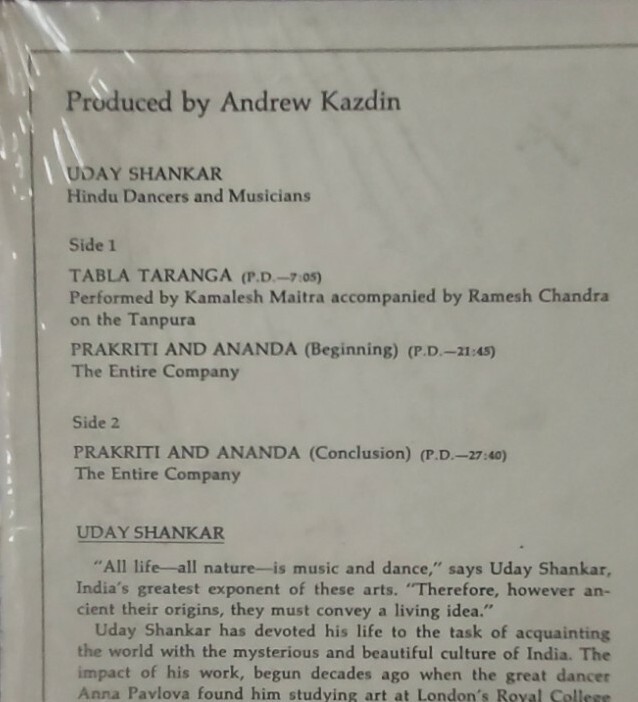 Produced by Andrew Kazdin
UDAY SHANKAR
Hindu Dancers and Musicians
Side 1
TABLA TARANGA (P.D.—7:05)
Performed by Kamalesh Maitra accompanied by Ramesh Chandra
on the Tanpura
PRAKRITI AND ANANDA (Beginning) (P.D.—21:45)
The Entire Company
Side 2
PRAKRITI AND ANANDA (Conclusion) (P.D.—27:40)
The Entire Company
UDAY SHANKAR
"All life—all nature—is music and dance," says Uday Shankar,
India's greatest exponent of these arts. "Therefore, however an-
cient their origins, they must convey a living idea."
Uday Shankar has devoted his life to the task of acquainting
the world with the mysterious and beautiful culture of India. The
impact of his work, begun decades ago when the great dancer
Anna Pavlova found him studying art at London's Royal College